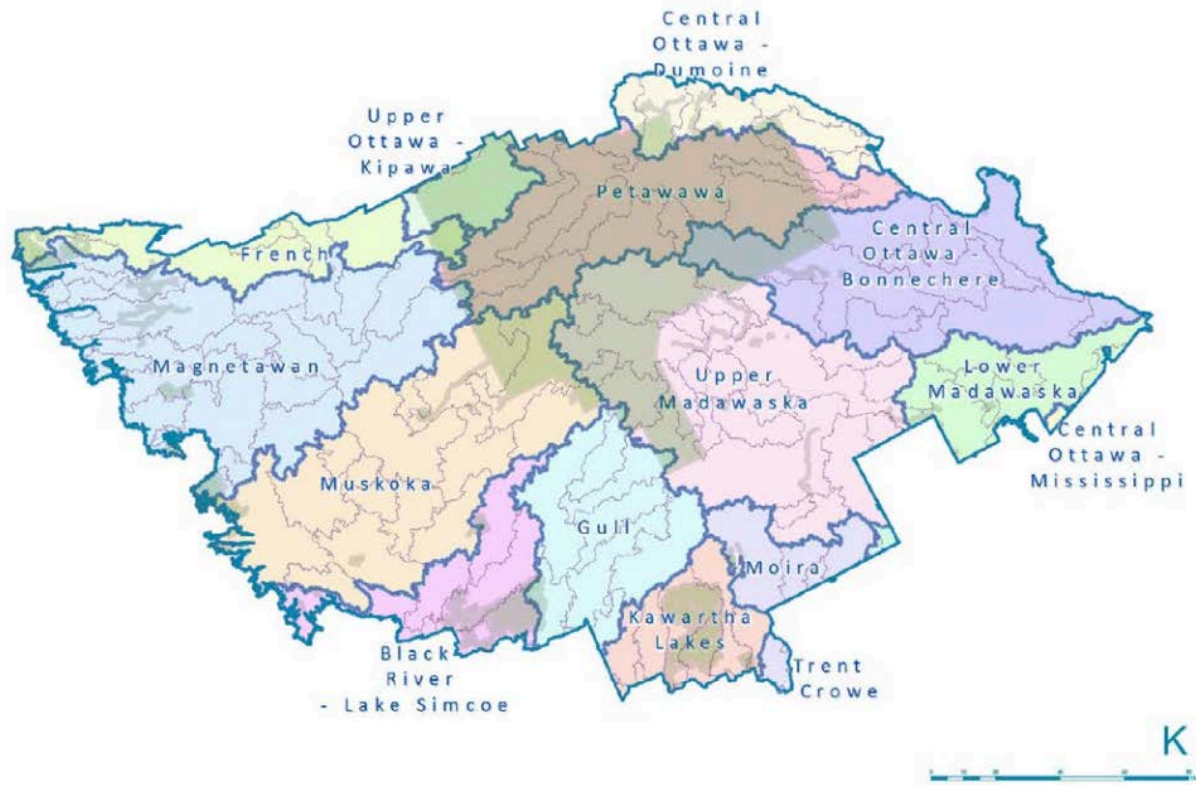 Central
Ottawa -
Dumoine
Upper
Ottawa -
Kipawa
Petawawa
French
Central
Ottawa -
Bonnechere
Magnetawan
Upper
Madawaska
Lower
Madawaska
Central
Ottawa -
Mississippi
Muskoka
Gull
Moira
Kawartha
Lakes
Black
River
- Lake Simcoe
Trent
Crowe
K